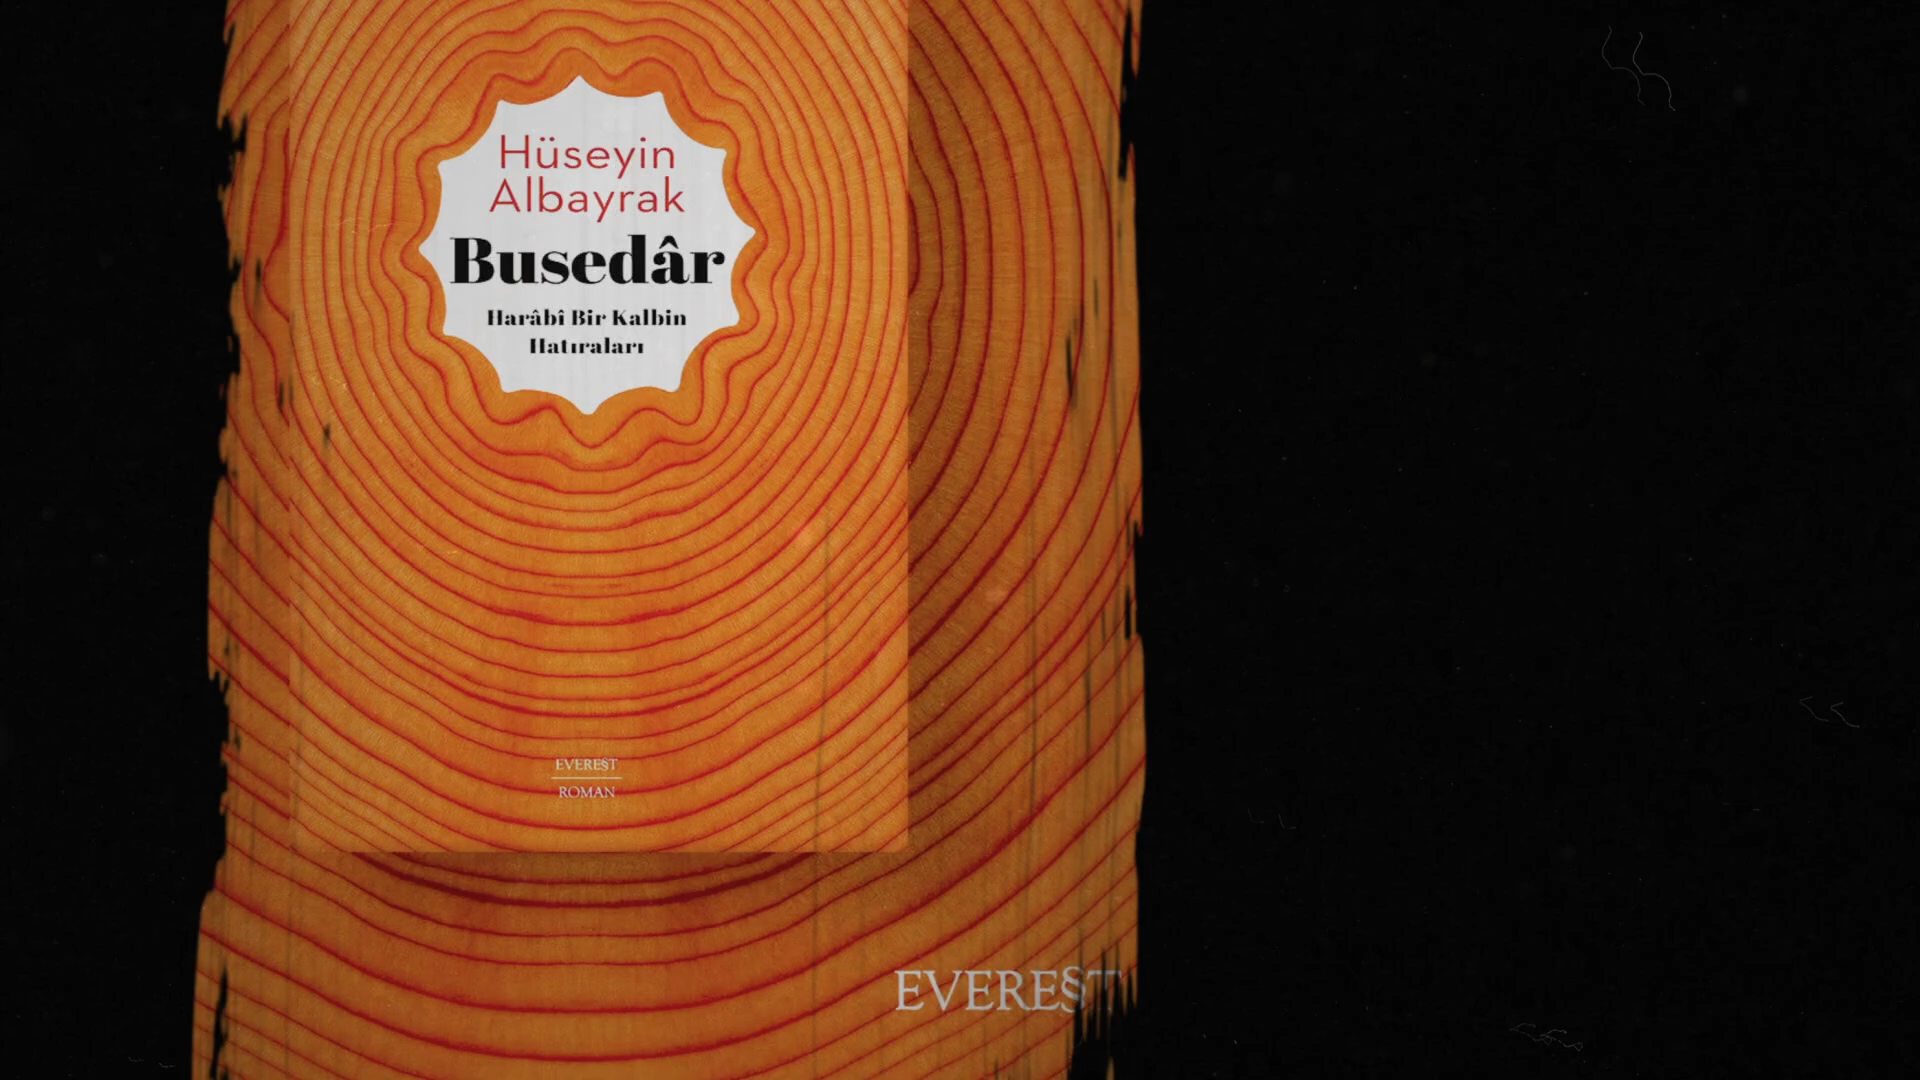 Hüseyin
Albayrak
Busedâr
Harâbî Bir Kalbin
Hatıraları
EVEREST
ROMAN
EVEREST